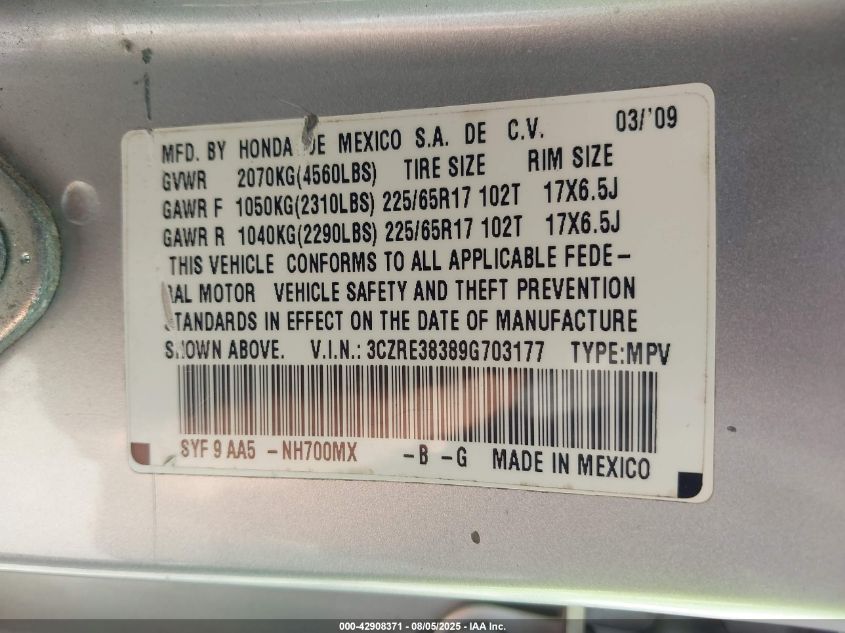 MFD. BY HONDA DE MEXICO S.A. DE C.V. 03/'09
GVWR 2070KG(4560LBS) TIRE SIZE RIM SIZE
GAWR F 1050KG(2310LBS) 225/65R17 102T 17X6.5J
GAWR R 1040KG(2290LBS) 225/65R17 102T 17X6.5J
THIS VEHICLE CONFORMS TO ALL APPLICABLE FEDE-
RAL MOTOR VEHICLE SAFETY AND THEFT PREVENTION
STANDARDS IN EFFECT ON THE DATE OF MANUFACTURE
SHOWN ABOVE. V.I.N.: 3CZRE38389G703177 TYPE:MPV
SYF 9 AA5 -NH700MX -B -G MADE IN MEXICO
000-42908371 - 08/05/2025 - IAA Inc.